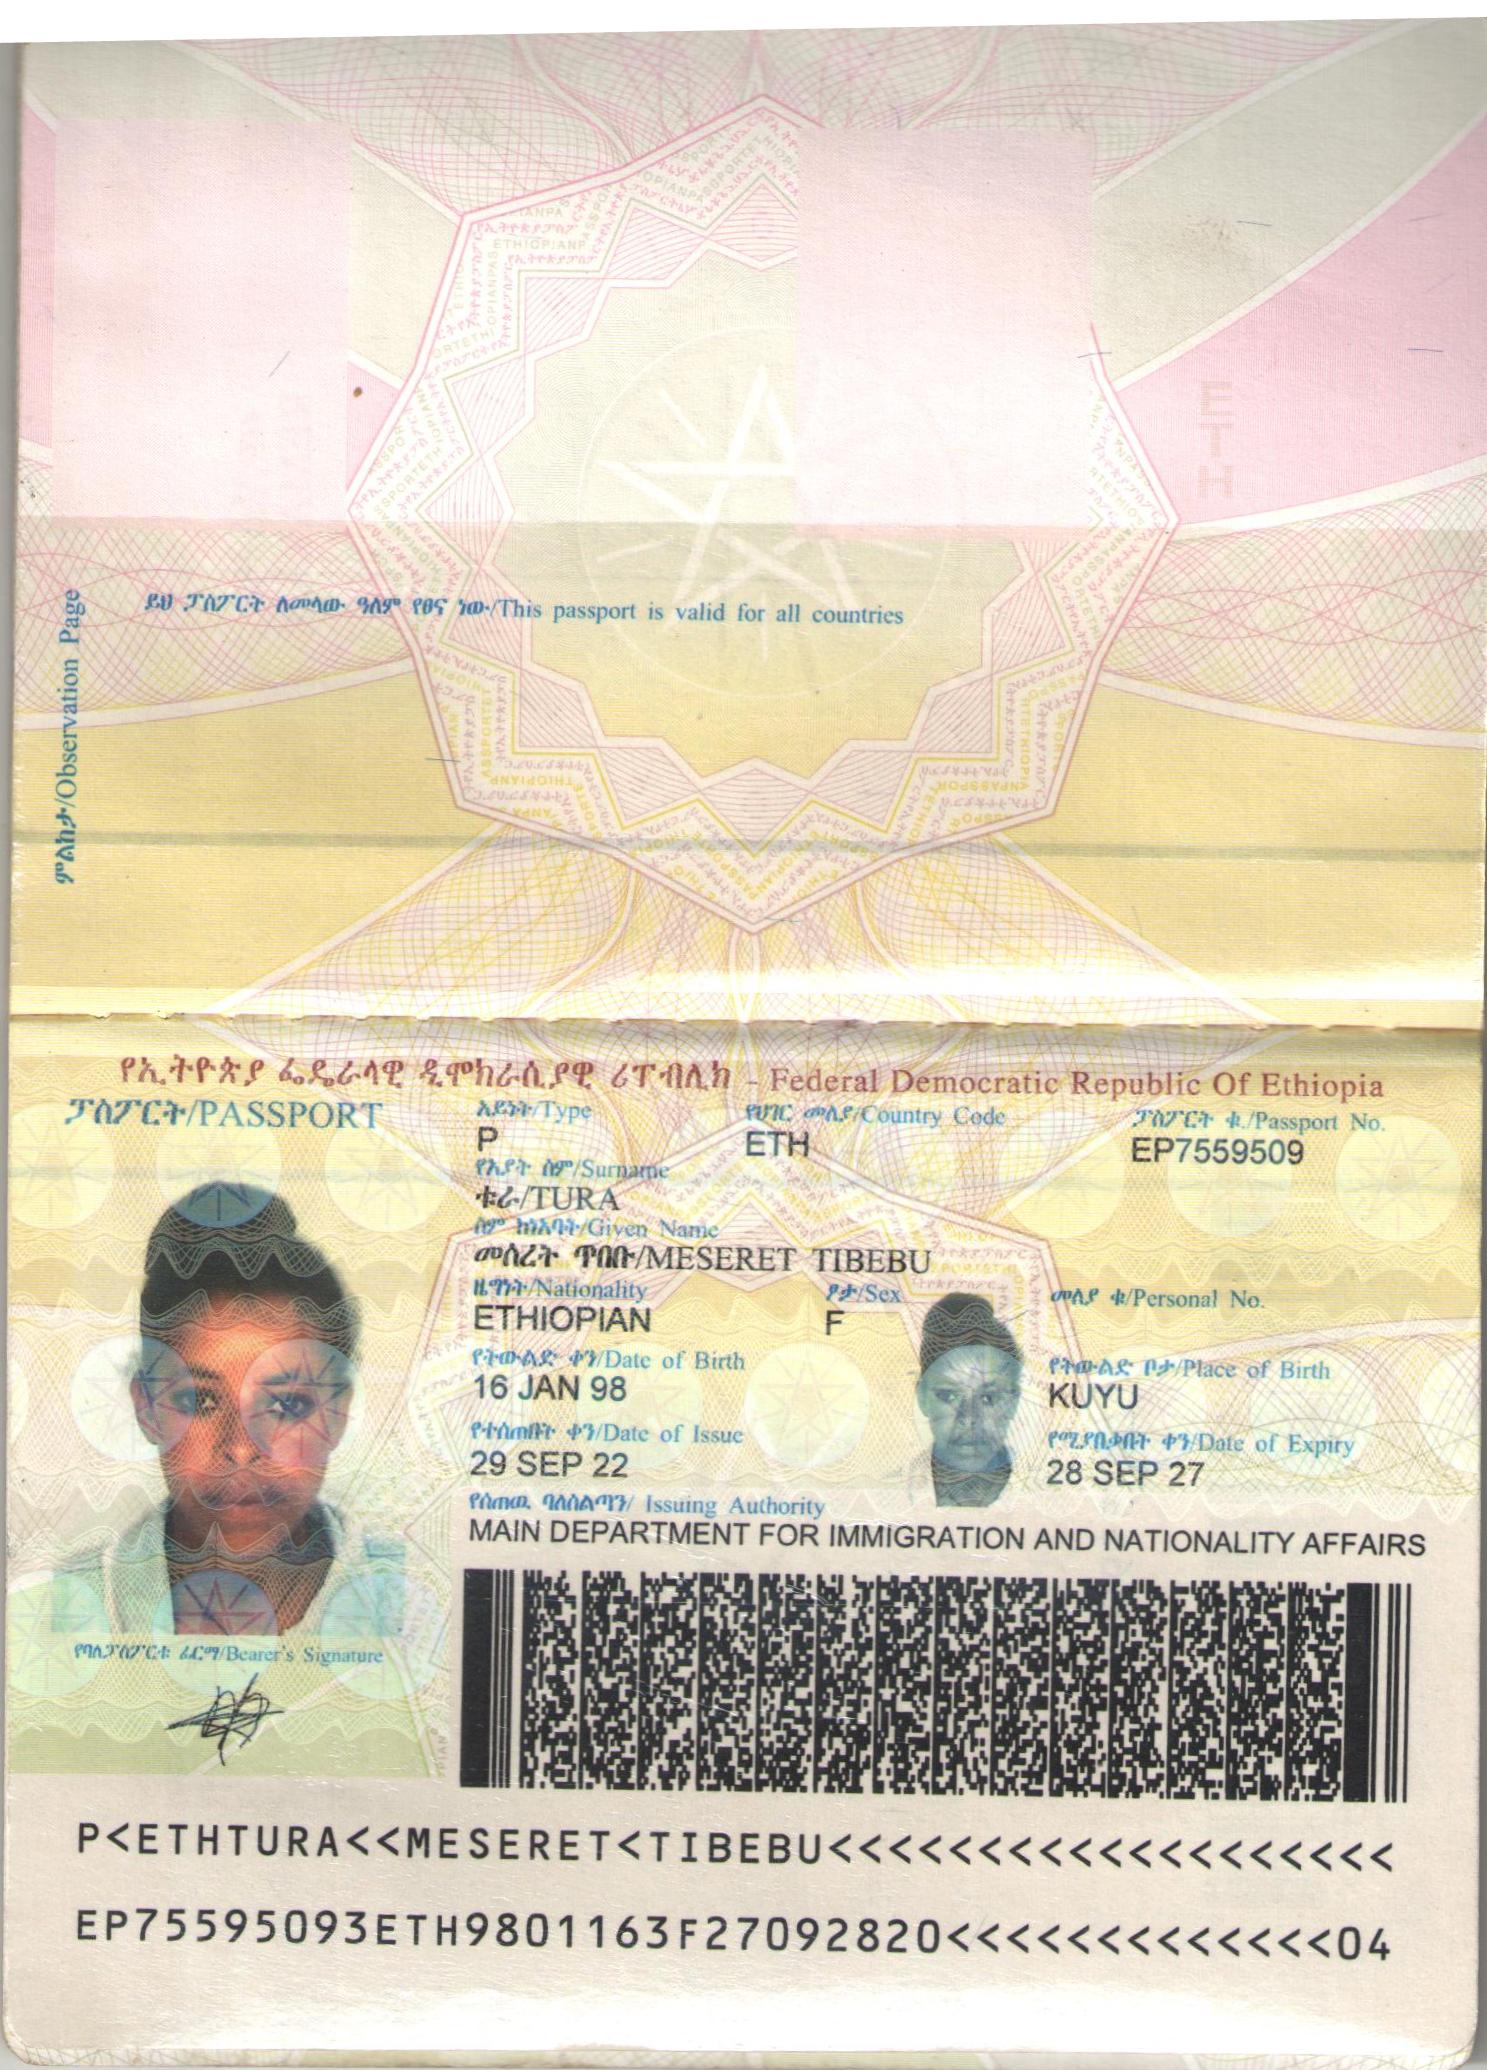 ምልከታ/Observation Page
ይህ ፓስፖርት ለመላው ዓለም የፀና ነው/This passport is valid for all countries
የኢትዮጵያ ፌዴራላዊ ዲሞክራሲያዊ ሪፐብሊክ - Federal Democratic Republic Of Ethiopia
ፓስፖርት/PASSPORT
አይነት/Type
የሀገር መለያ/Country Code
ፓስፖርት ቁ./Passport No.
P
ETH
EP7559509
የአያት ስም/Surname
ቱራ/TURA
ስም ከነአባት/Given Name
መሰረት ጥበቡ/MESERET TIBEBU
ዜግነት/Nationality
ፆታ/Sex
መለያ ቁ/Personal No.
ETHIOPIAN
F
የትውልድ ቀን/Date of Birth
የትውልድ ቦታ/Place of Birth
16 JAN 98
KUYU
የተሰጠበት ቀን/Date of Issue
የሚያበቃበት ቀን/Date of Expiry
29 SEP 22
28 SEP 27
የሰጠዉ ባለስልጣን/ Issuing Authority
MAIN DEPARTMENT FOR IMMIGRATION AND NATIONALITY AFFAIRS
የባለፓስፖርቱ ፊርማ/Bearer's Signature
P<ETHTURA<<MESERET<TIBEBU<<<<<<<<<<<<<<<<<<<
EP75595093ETH9801163F27092820<<<<<<<<<<<<<04
ETH